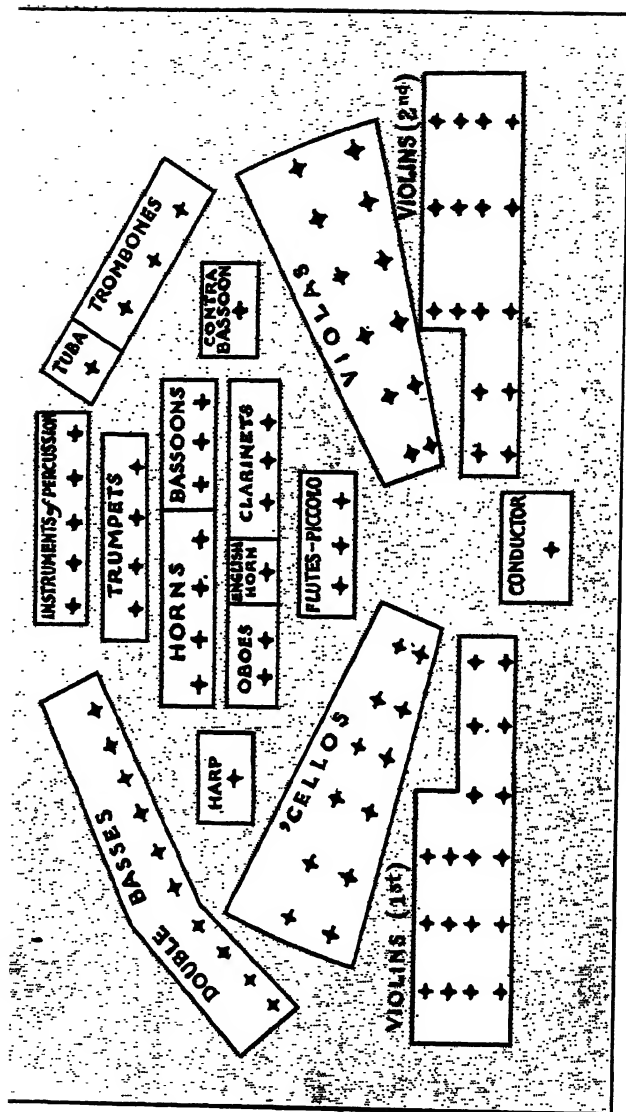 INSTRUMENTS of PERCUSSION
TUBA
TROMBONES
TRUMPETS
DOUBLE BASSES
HORNS
BASSOONS
CONTRA
BASSOON
HARP
OBOES
ENGLISH
HORN
CLARINETS
FLUTES-PICCOLO
'CELLOS
VIOLAS
VIOLINS (1st)
VIOLINS (2nd)
CONDUCTOR